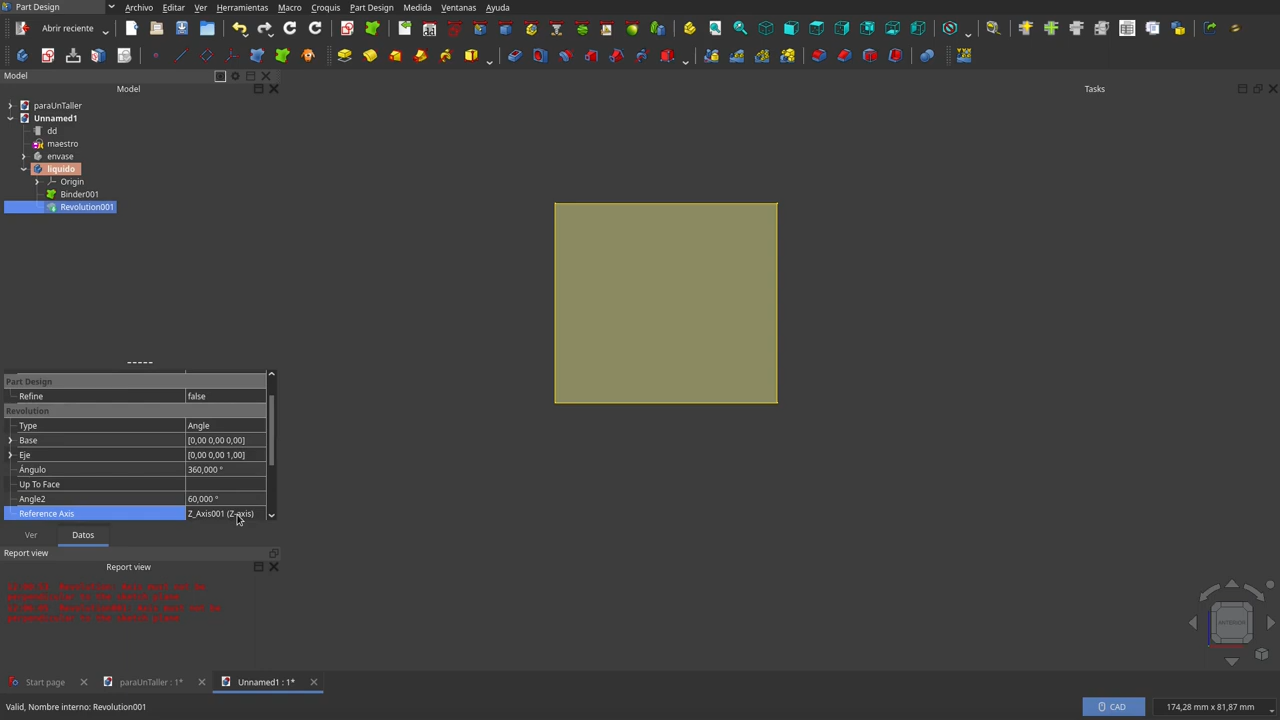 Part Design
Archivo Editar Ver Herramientas Macro Croquis Part Design Medida Ventanas Ayuda
Abrir reciente
Model
Model
Tasks
paraUnTaller
Unnamed1
dd
maestro
envase
liquido
Origin
Binder001
Revolution001
Part Design
Refine false
Revolution
Type Angle
Base [0,00 0,00 0,00]
Eje [0,00 0,00 1,00]
Ángulo 360,000 °
Up To Face
Angle2 60,000 °
Reference Axis Z_Axis001 (Z-axis)
Ver Datos
Report view
Report view
ANTERIOR
Start page paraUnTaller : 1* Unnamed1 : 1*
Valid, Nombre interno: Revolution001
CAD 174,28 mm x 81,87 mm